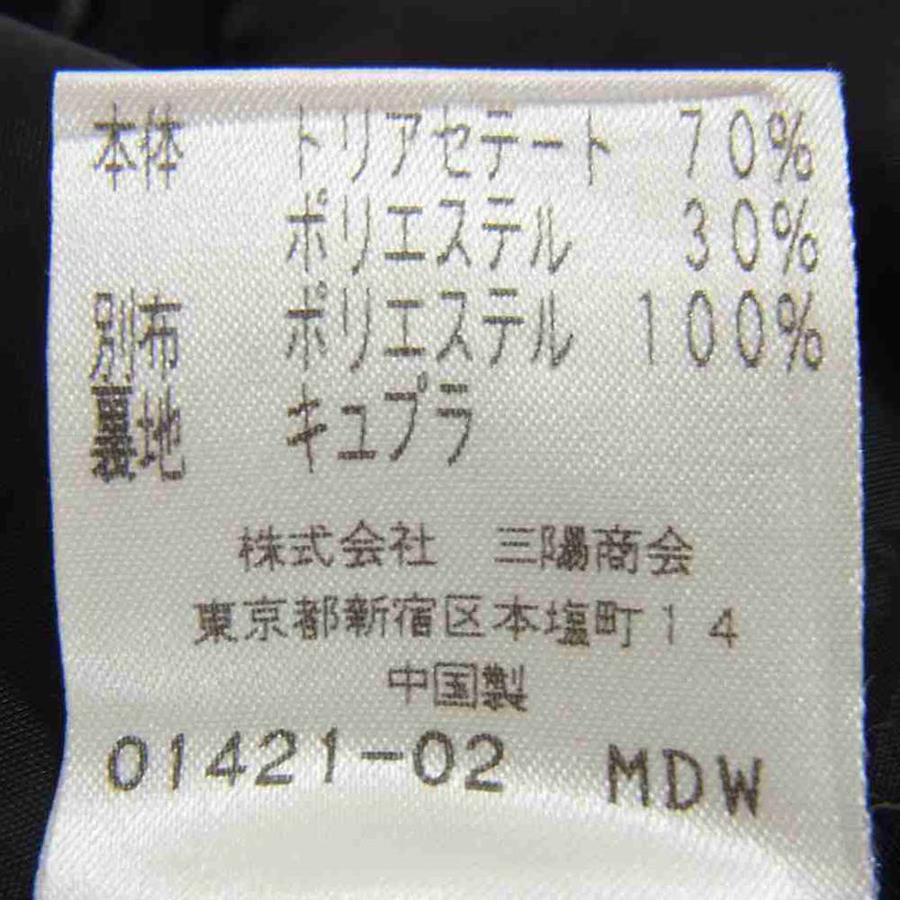 本体 トリアセテート 70%
ポリエステル 30%
別布 ポリエステル 100%
裏地 キュプラ
株式会社 三陽商会
東京都新宿区本塩町14
中国製
01421-02 MDW